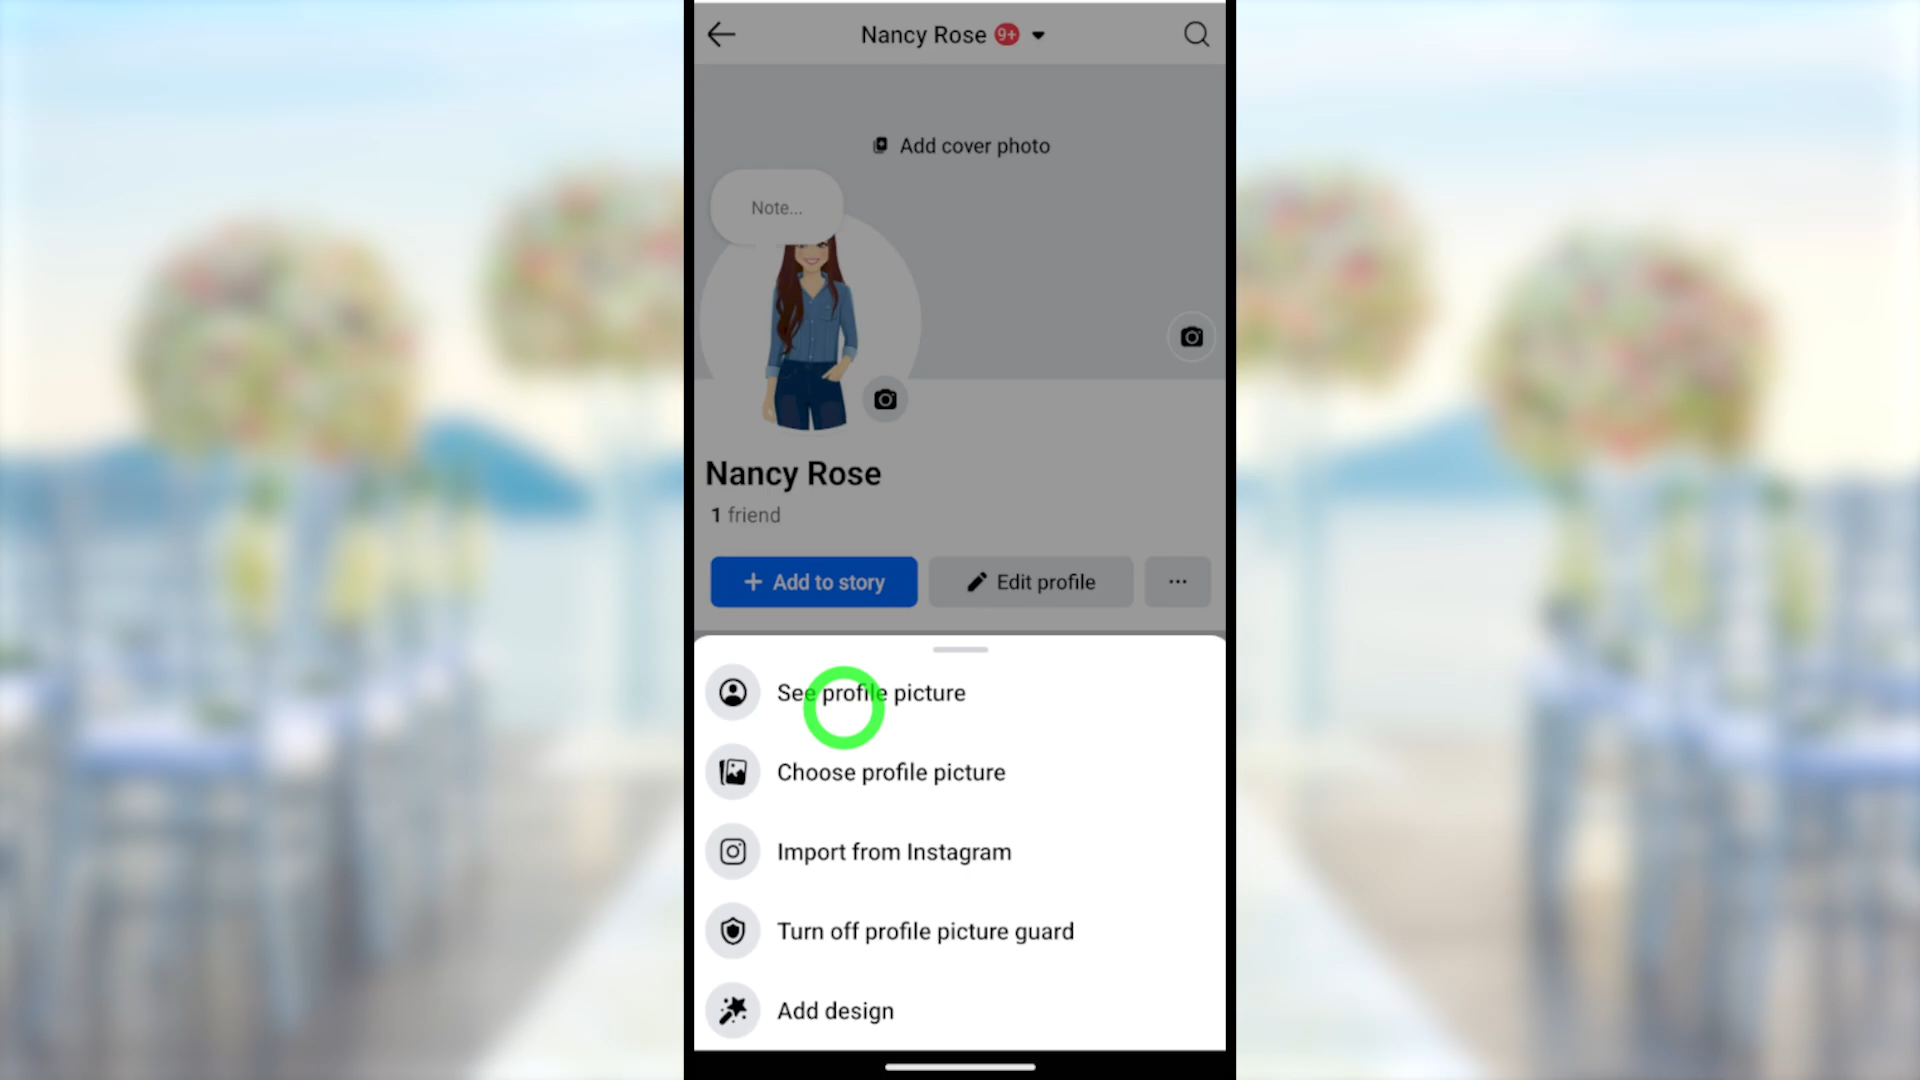 Nancy Rose 9+
Add cover photo
Note...
Nancy Rose
1 friend
+ Add to story
Edit profile
...
See profile picture
Choose profile picture
Import from Instagram
Turn off profile picture guard
Add design